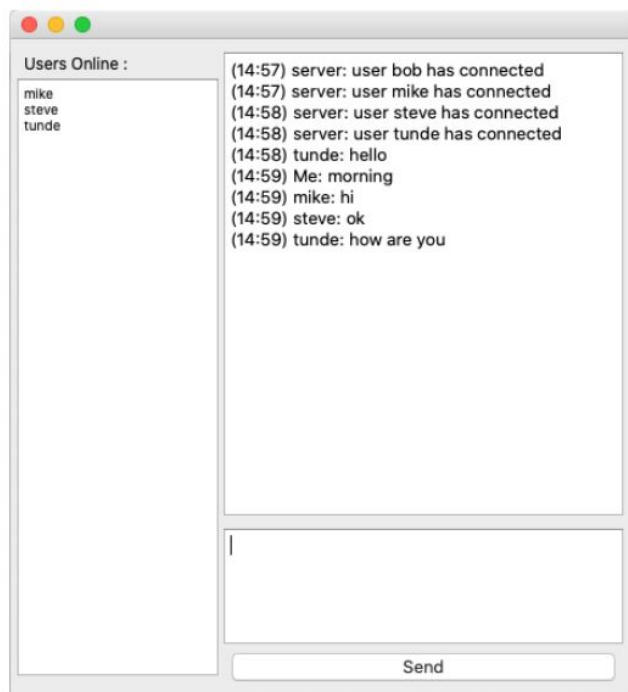 Users Online :
mike
steve
tunde
(14:57) server: user bob has connected
(14:57) server: user mike has connected
(14:58) server: user steve has connected
(14:58) server: user tunde has connected
(14:58) tunde: hello
(14:59) Me: morning
(14:59) mike: hi
(14:59) steve: ok
(14:59) tunde: how are you
Send